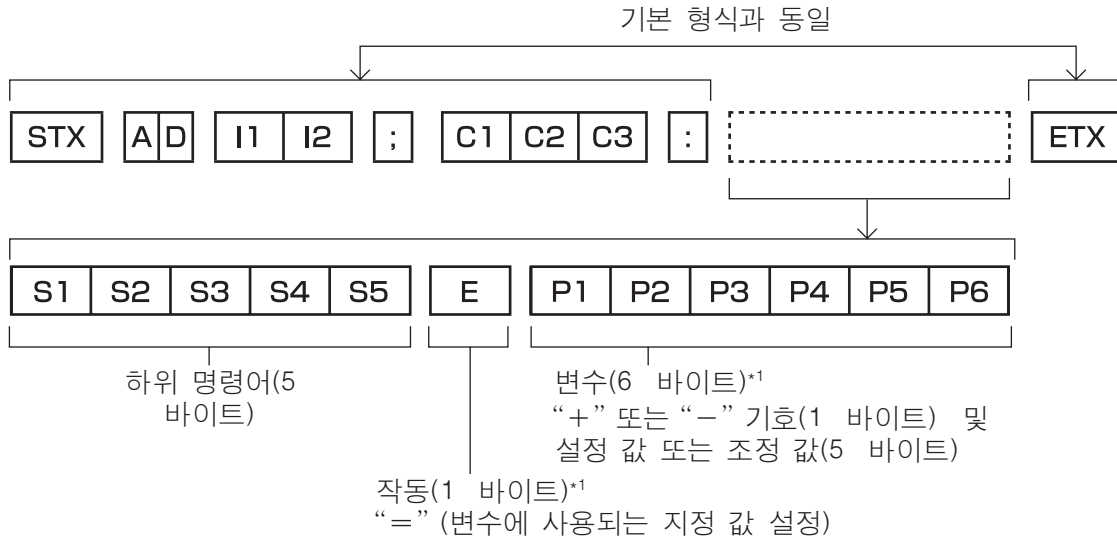 기본 형식과 동일
STX A D I1 I2 ; C1 C2 C3 : ETX
S1 S2 S3 S4 S5 E P1 P2 P3 P4 P5 P6
하위 명령어(5
바이트)
변수(6 바이트)*1
“+” 또는 “−” 기호(1 바이트) 및
설정 값 또는 조정 값(5 바이트)
작동(1 바이트)*1
“=” (변수에 사용되는 지정 값 설정)